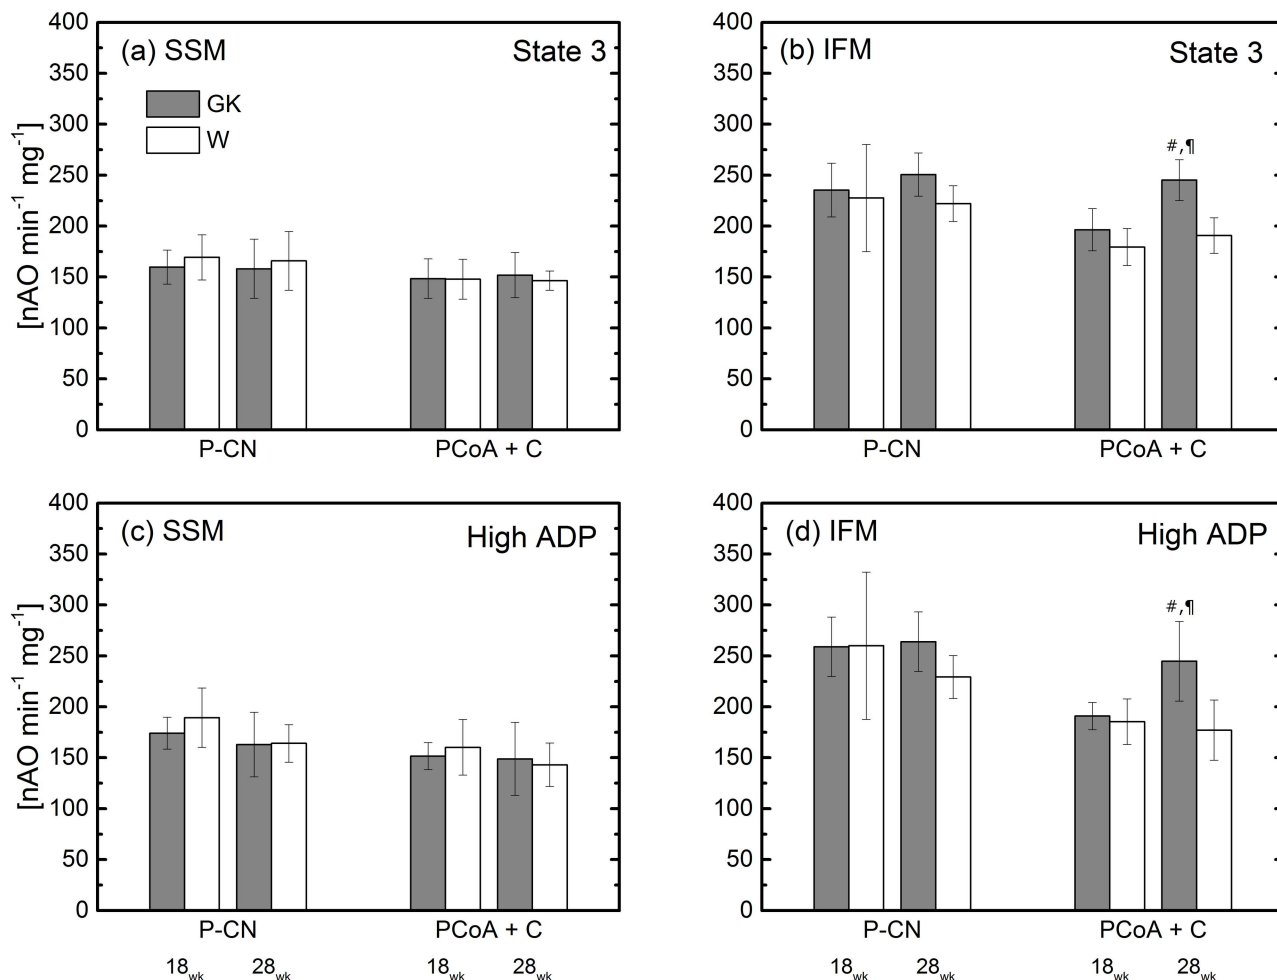 (a) SSM State 3
GK
W
[nAO min⁻¹ mg⁻¹]
400
350
300
250
200
150
100
50
0
P-CN PCoA + C
(b) IFM State 3
#,¶
400
350
300
250
200
150
100
50
0
P-CN PCoA + C
(c) SSM High ADP
[nAO min⁻¹ mg⁻¹]
400
350
300
250
200
150
100
50
0
P-CN PCoA + C
18wk 28wk 18wk 28wk
(d) IFM High ADP
#,¶
400
350
300
250
200
150
100
50
0
P-CN PCoA + C
18wk 28wk 18wk 28wk